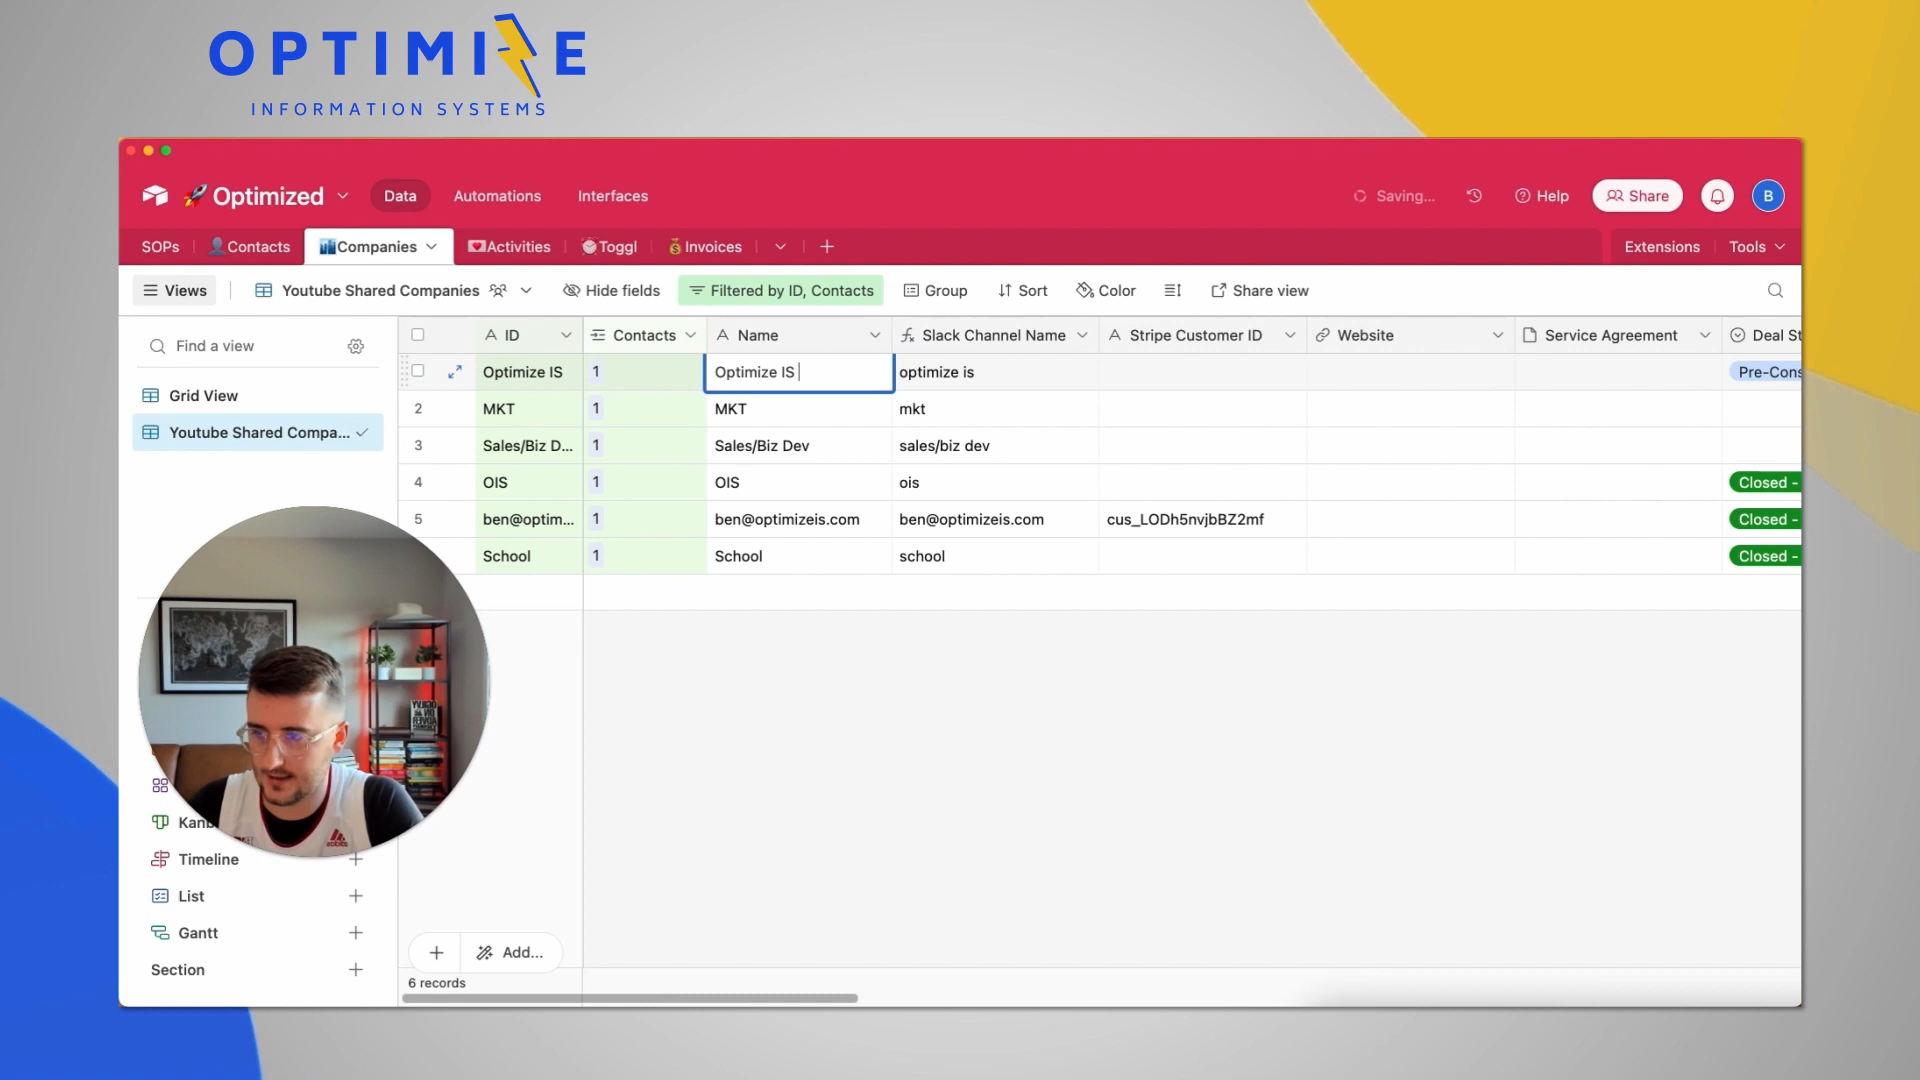 OPTIMIZE
INFORMATION SYSTEMS
🚀 Optimized
Data
Automations
Interfaces
Saving...
Help
Share
B
SOPs
Contacts
Companies
Activities
Toggl
Invoices
Extensions
Tools
Views
Youtube Shared Companies
Hide fields
Filtered by ID, Contacts
Group
Sort
Color
Share view
Find a view
Grid View
Youtube Shared Compa...
Kanb
Timeline
List
Gantt
Section
ID Contacts Name Slack Channel Name Stripe Customer ID Website Service Agreement Deal St
Optimize IS 1 Optimize IS optimize is Pre-Cons
2 MKT 1 MKT mkt
3 Sales/Biz D... 1 Sales/Biz Dev sales/biz dev
4 OIS 1 OIS ois Closed -
5 ben@optim... 1 ben@optimizeis.com ben@optimizeis.com cus_LODh5nvjbBZ2mf Closed -
School 1 School school Closed -
Add...
6 records